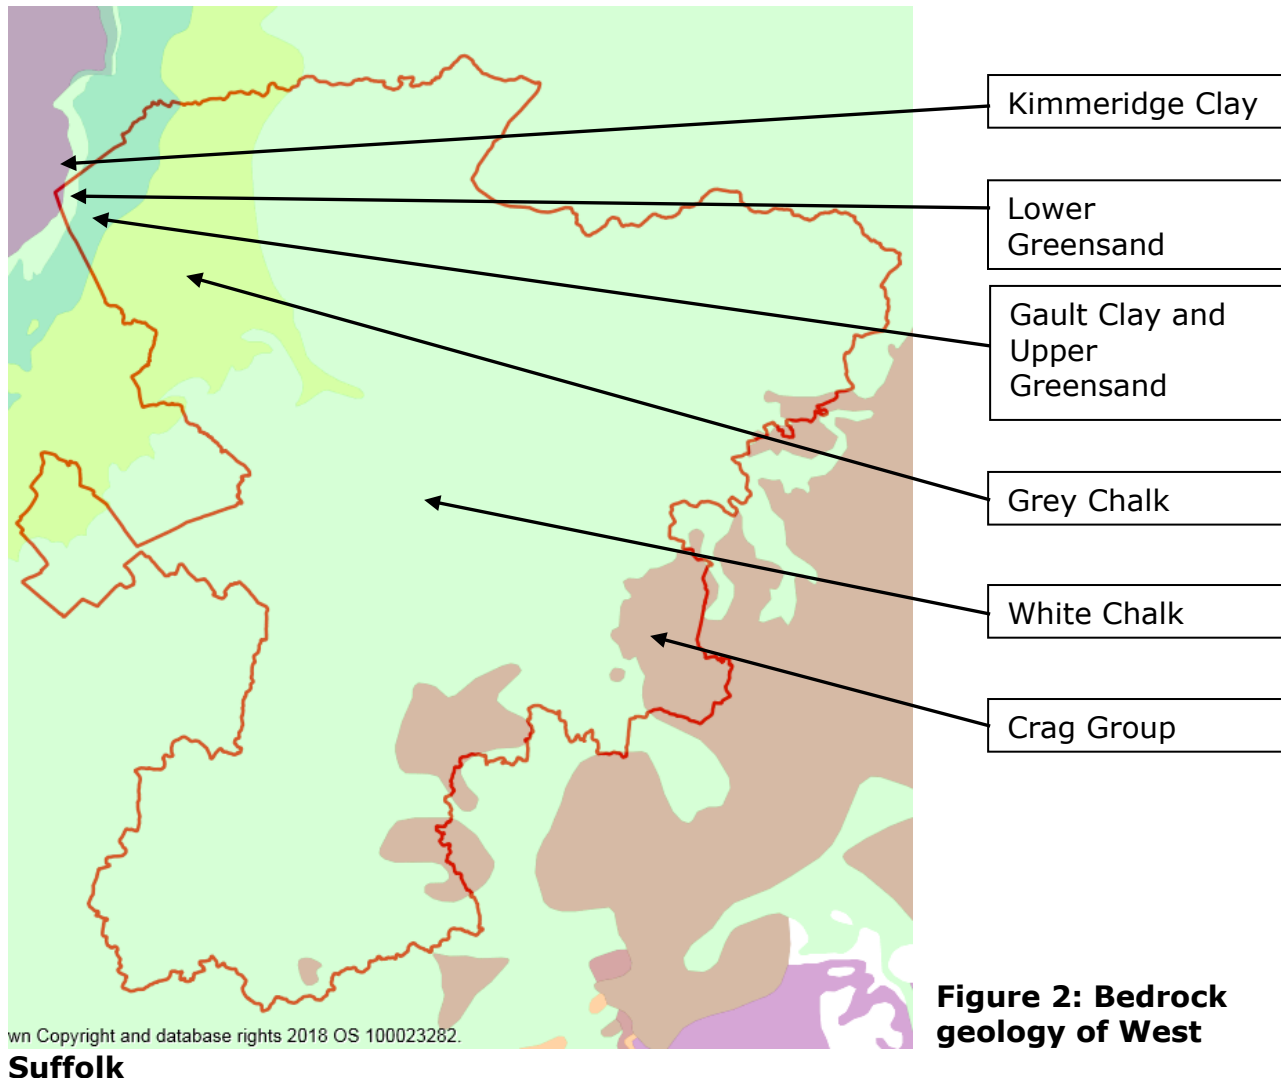 Kimmeridge Clay
Lower
Greensand
Gault Clay and
Upper
Greensand
Grey Chalk
White Chalk
Crag Group
Figure 2: Bedrock
geology of West
wn Copyright and database rights 2018 OS 100023282.
Suffolk